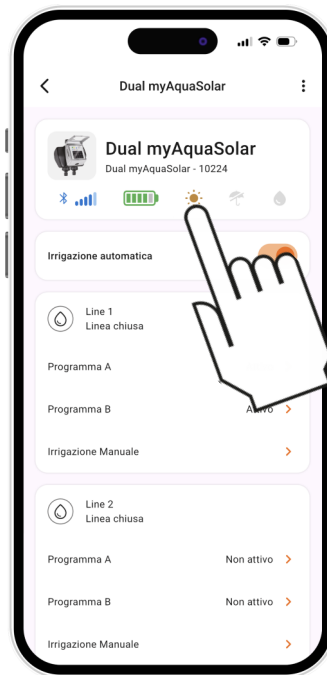 Dual myAquaSolar
Dual myAquaSolar
Dual myAquaSolar - 10224
Irrigazione automatica
Line 1
Linea chiusa
Programma A
Programma B
Irrigazione Manuale
Line 2
Linea chiusa
Programma A Non attivo
Programma B Non attivo
Irrigazione Manuale